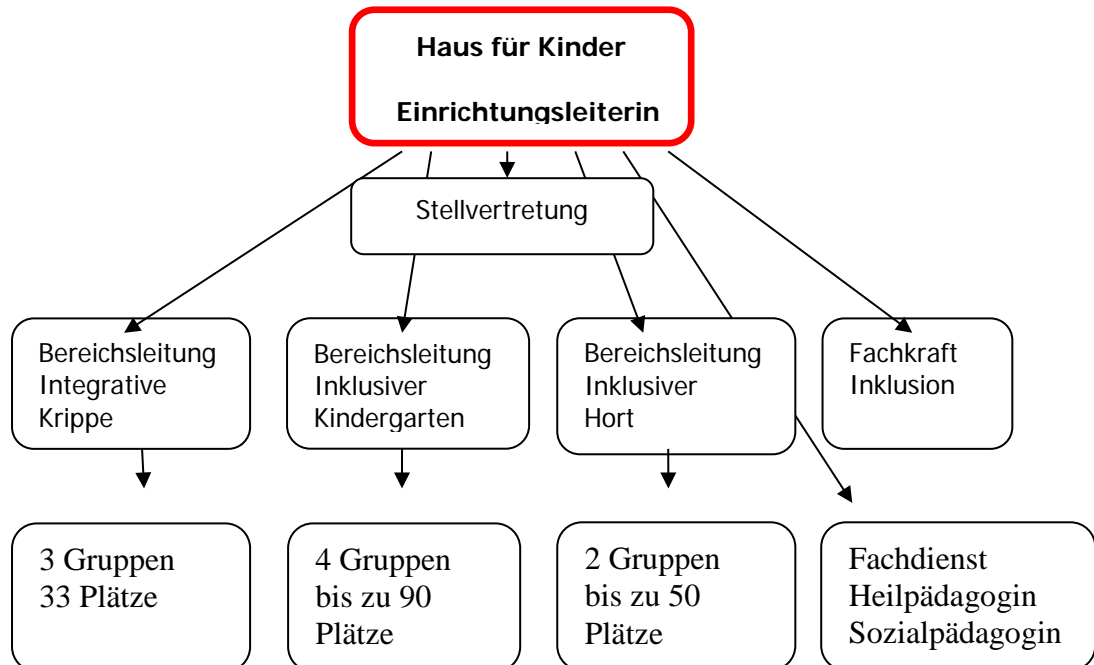 Haus für Kinder
Einrichtungsleiterin
Stellvertretung
Bereichsleitung
Integrative
Krippe
Bereichsleitung
Inklusiver
Kindergarten
Bereichsleitung
Inklusiver
Hort
Fachkraft
Inklusion
3 Gruppen
33 Plätze
4 Gruppen
bis zu 90
Plätze
2 Gruppen
bis zu 50
Plätze
Fachdienst
Heilpädagogin
Sozialpädagogin